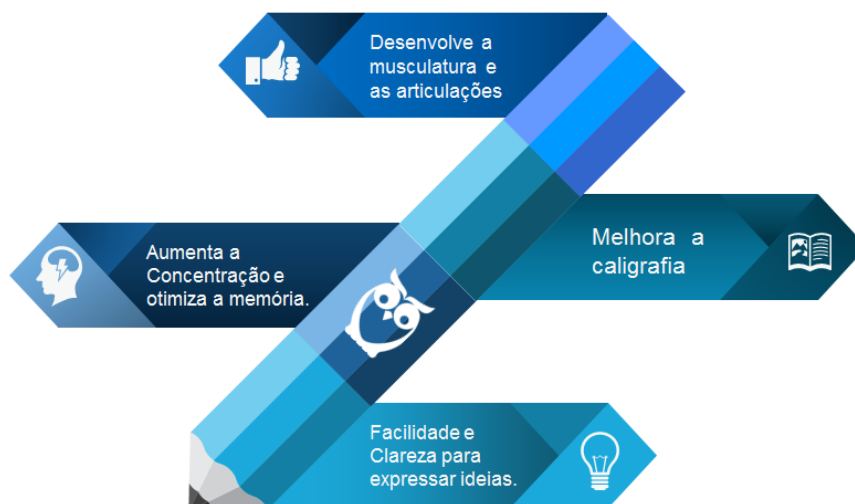 Desenvolve a
musculatura e
as articulações
Aumenta a
Concentração e
otimiza a memória.
Melhora a
caligrafia
Facilidade e
Clareza para
expressar ideias.